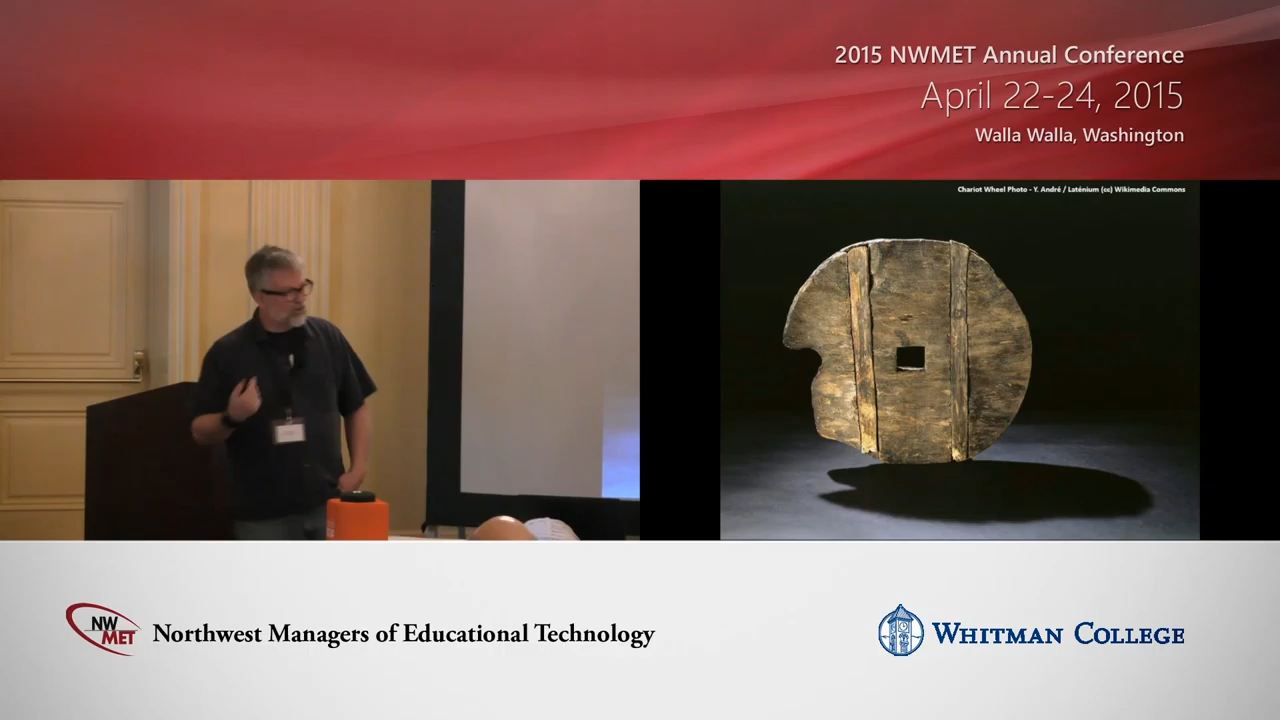 2015 NWMET Annual Conference
April 22-24, 2015
Walla Walla, Washington
Chariot Wheel Photo - Y. André / Laténium (cc) Wikimedia Commons
NW
MET
Northwest Managers of Educational Technology
WHITMAN COLLEGE